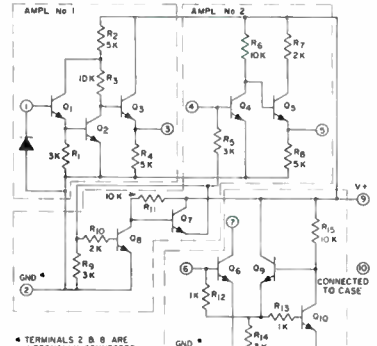 AMPL No 1
AMPL No 2
R2
5K
R6
10K
R7
2K
10K
R3
1
Q1
Q2
Q3
3
4
Q4
Q5
5
3K
R1
R4
5K
R5
3K
R8
5K
10K
R11
V+
9
Q7
7
R10
2K
Q8
R15
10K
GND *
R9
3K
2
6
Q6
Q9
10
CONNECTED
TO CASE
1K
R12
R13
1K
Q10
R14
* TERMINALS 2 & 8 ARE
GND *